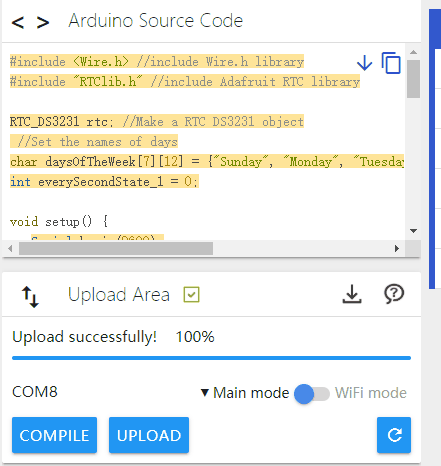 < > Arduino Source Code
#include <Wire.h> //include Wire.h library
#include "RTClib.h" //include Adafruit RTC library
RTC_DS3231 rtc; //Make a RTC DS3231 object
//Set the names of days
char daysOfTheWeek[7][12] = {"Sunday", "Monday", "Tuesday
int everySecondState_1 = 0;
void setup() {
Upload Area
Upload successfully! 100%
COM8
Main mode WiFi mode
COMPILE UPLOAD